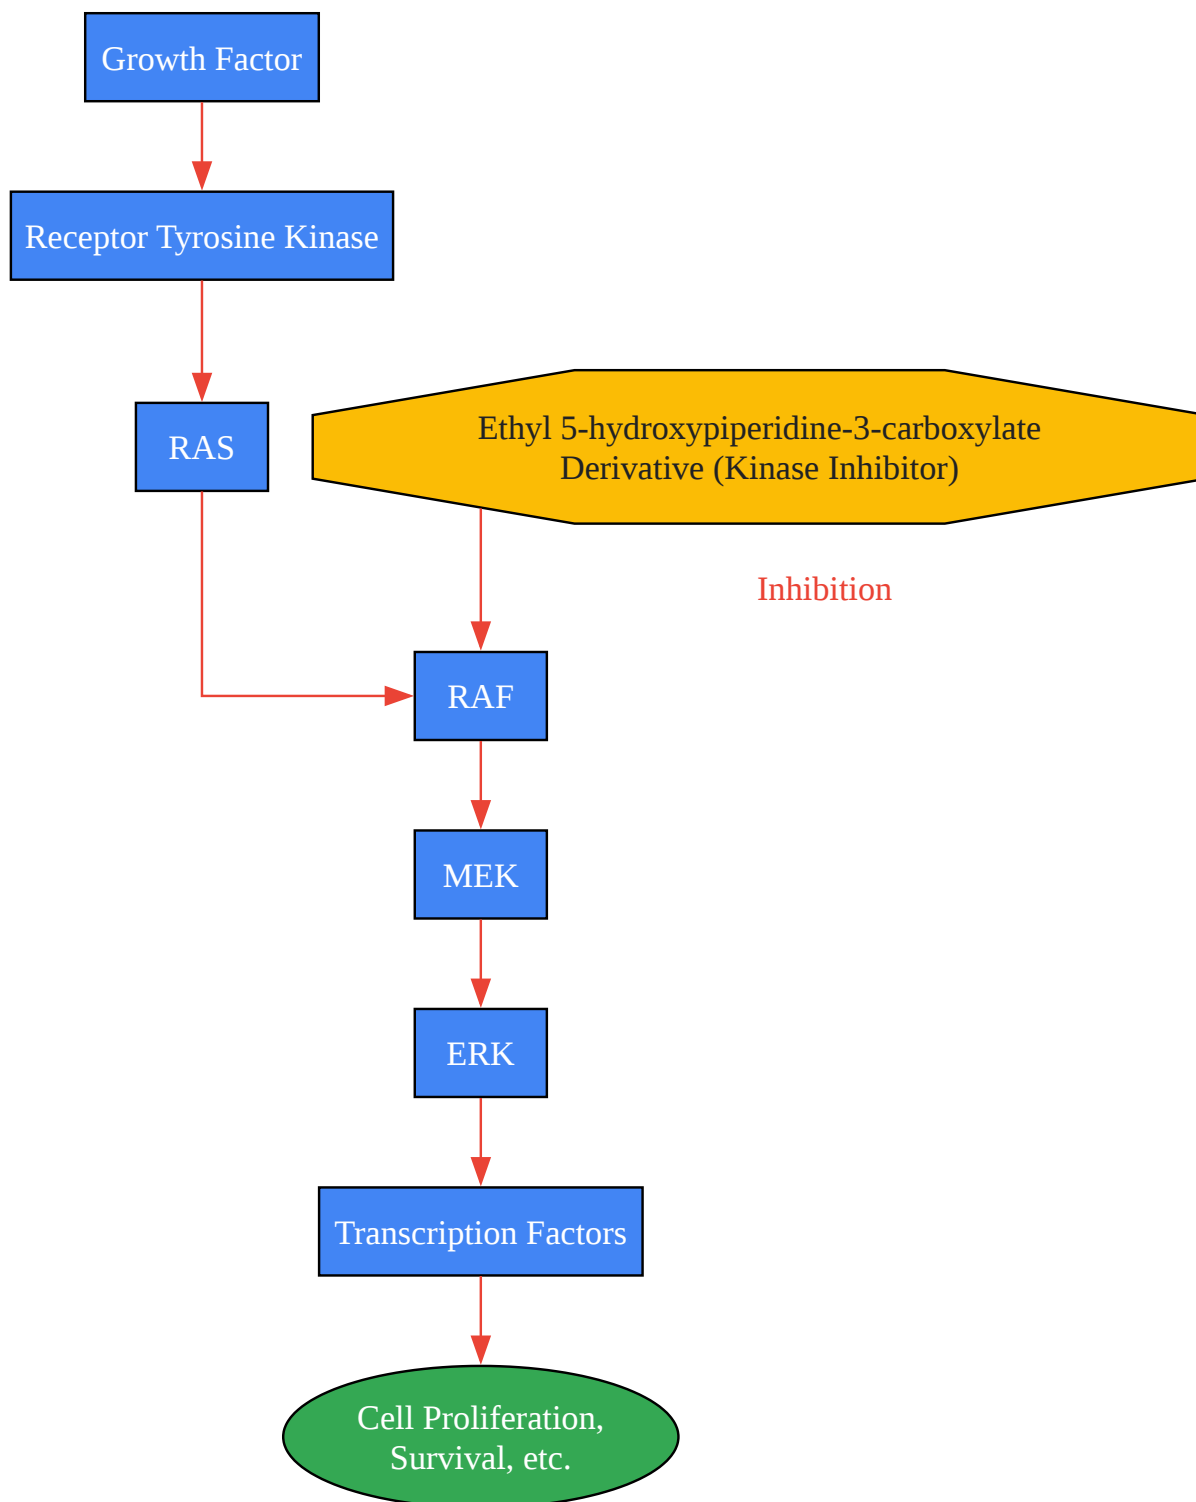 Growth Factor
Receptor Tyrosine Kinase
RAS
Ethyl 5-hydroxypiperidine-3-carboxylate
Derivative (Kinase Inhibitor)
Inhibition
RAF
MEK
ERK
Transcription Factors
Cell Proliferation,
Survival, etc.